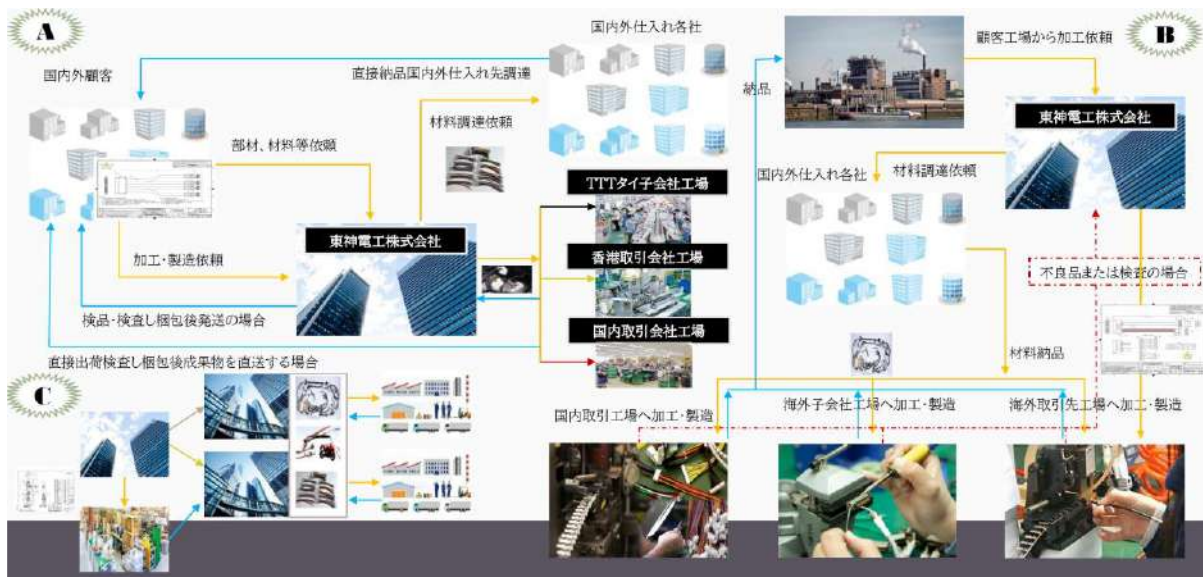 A
国内外顧客
直接納品国内外仕入れ先調達
国内外仕入れ各社
部材、材料等依頼
材料調達依頼
TTTタイ子会社工場
東神電工株式会社
香港取引会社工場
加工・製造依頼
国内取引会社工場
検品・検査し梱包後発送の場合
直接出荷検査し梱包後成果物を直送する場合
B
顧客工場から加工依頼
納品
東神電工株式会社
国内外仕入れ各社
材料調達依頼
不良品または検査の場合
材料納品
国内取引工場へ加工・製造
海外子会社工場へ加工・製造
海外取引先工場へ加工・製造
C